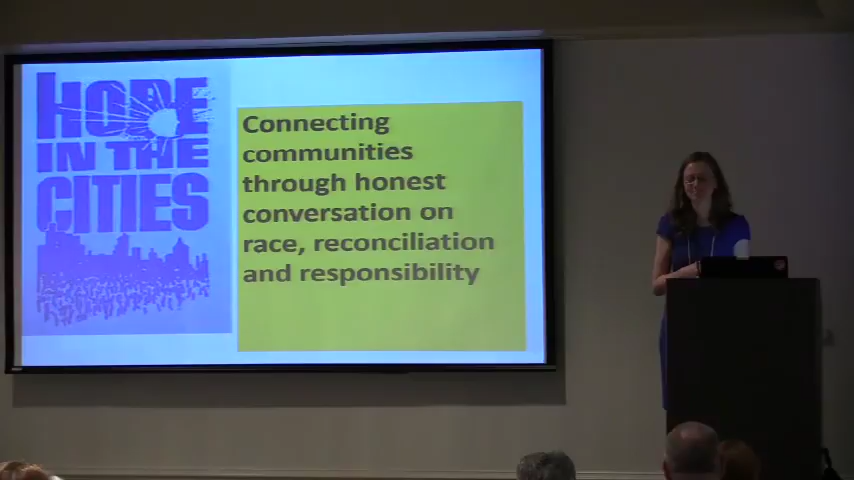 HOPE
IN THE
CITIES
Connecting
communities
through honest
conversation on
race, reconciliation
and responsibility